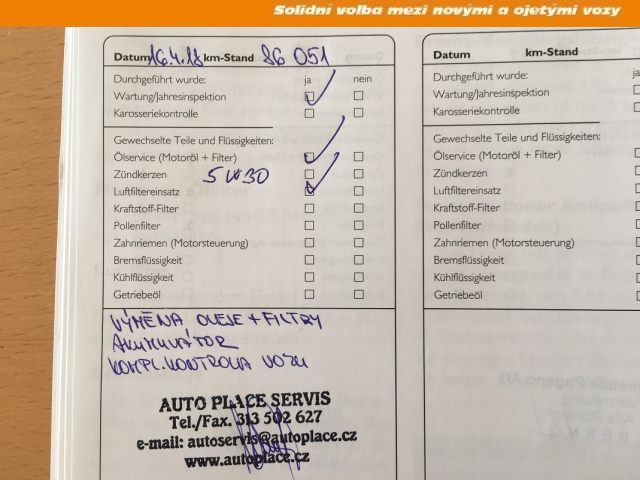 Solidní volba mezi novými a ojetými vozy
Datum 16.4.18 km-Stand 86 051
Durchgeführt wurde: ja nein
Wartung/Jahresinspektion
Karosseriekontrolle
Gewechselte Teile und Flüssigkeiten:
Ölservice (Motoröl + Filter)
Zündkerzen 5W30
Luftfiltereinsatz
Kraftstoff-Filter
Pollenfilter
Zahnriemen (Motorsteuerung)
Bremsflüssigkeit
Kühlflüssigkeit
Getriebeöl
VÝMĚNA OLEJE + FILTRY
AKUMULÁTOR
KOMPL. KONTROLA VOZU
AUTO PLACE SERVIS
Tel./Fax. 313 502 627
e-mail: autoservis@autoplace.cz
www.autoplace.cz
Datum km-Stand
Durchgeführt wurde: ja
Wartung/Jahresinspektion
Karosseriekontrolle
Gewechselte Teile und Flüssigkeiten:
Ölservice (Motoröl + Filter)
Zündkerzen
Luftfiltereinsatz
Kraftstoff-Filter
Pollenfilter
Zahnriemen (Motorsteuerung)
Bremsflüssigkeit
Kühlflüssigkeit
Getriebeöl